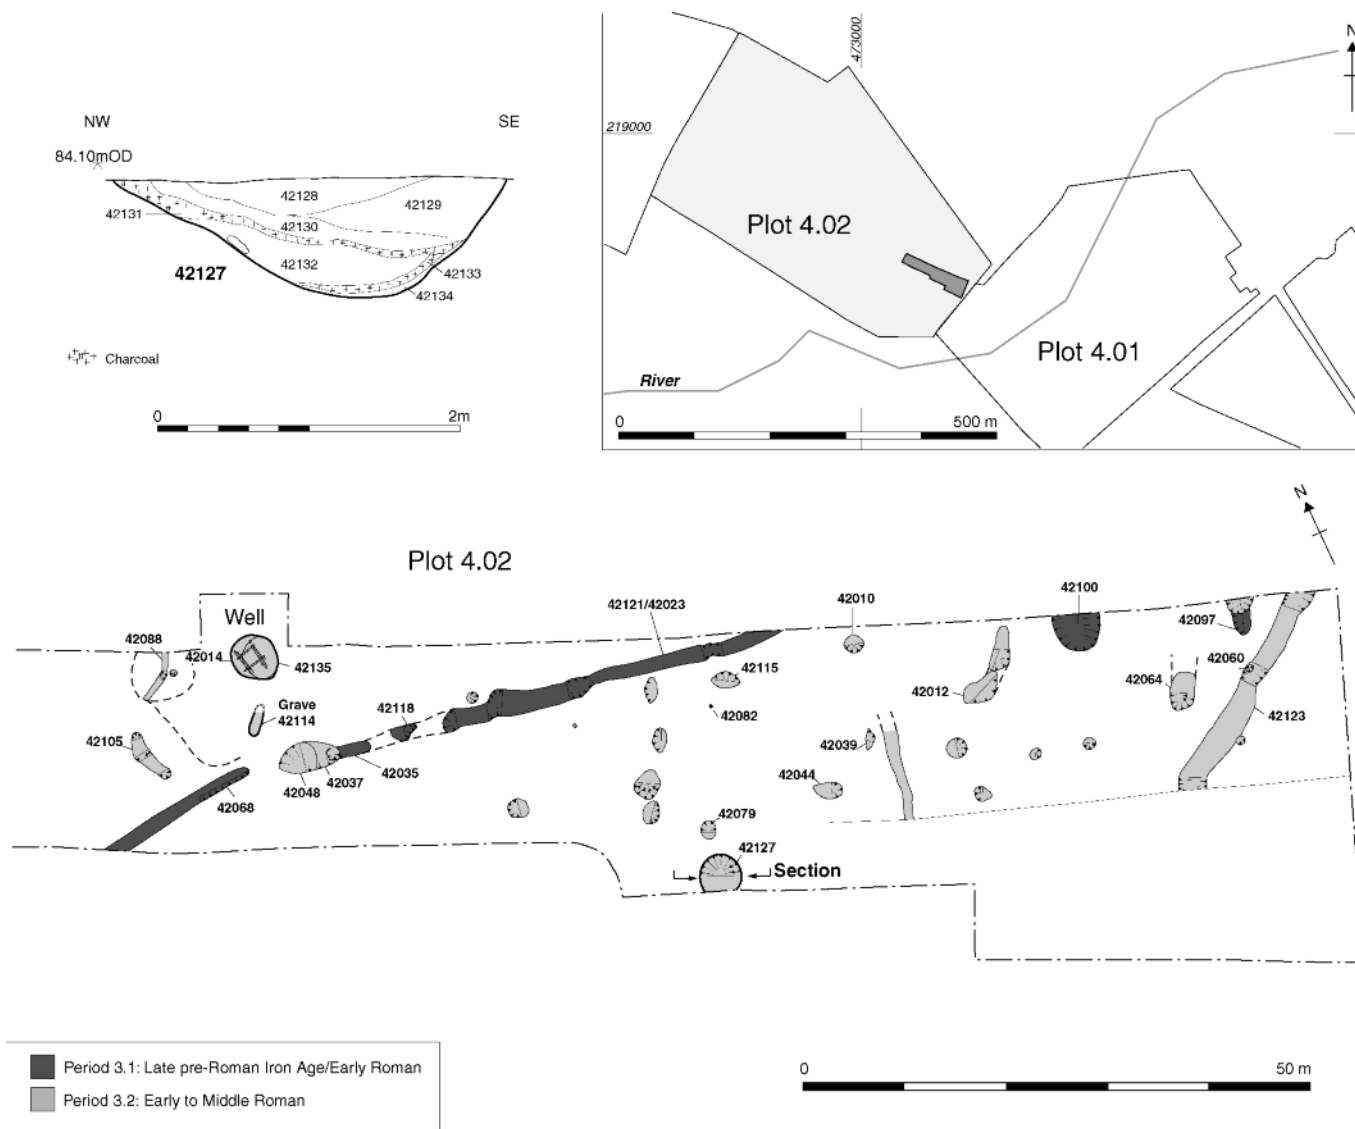 NW
SE
84.10mOD
42128
42129
42131
42130
42132
42127
42133
42134
Charcoal
0
2m
473000
N
219000
Plot 4.02
Plot 4.01
River
0
500 m
N
Plot 4.02
Well
42121/42023
42010
42100
42088
42014
42135
42097
42060
42115
42012
42064
Grave
42114
42118
42082
42123
42105
42039
42035
42037
42048
42044
42068
42079
42127
Section
Period 3.1: Late pre-Roman Iron Age/Early Roman
Period 3.2: Early to Middle Roman
0
50 m